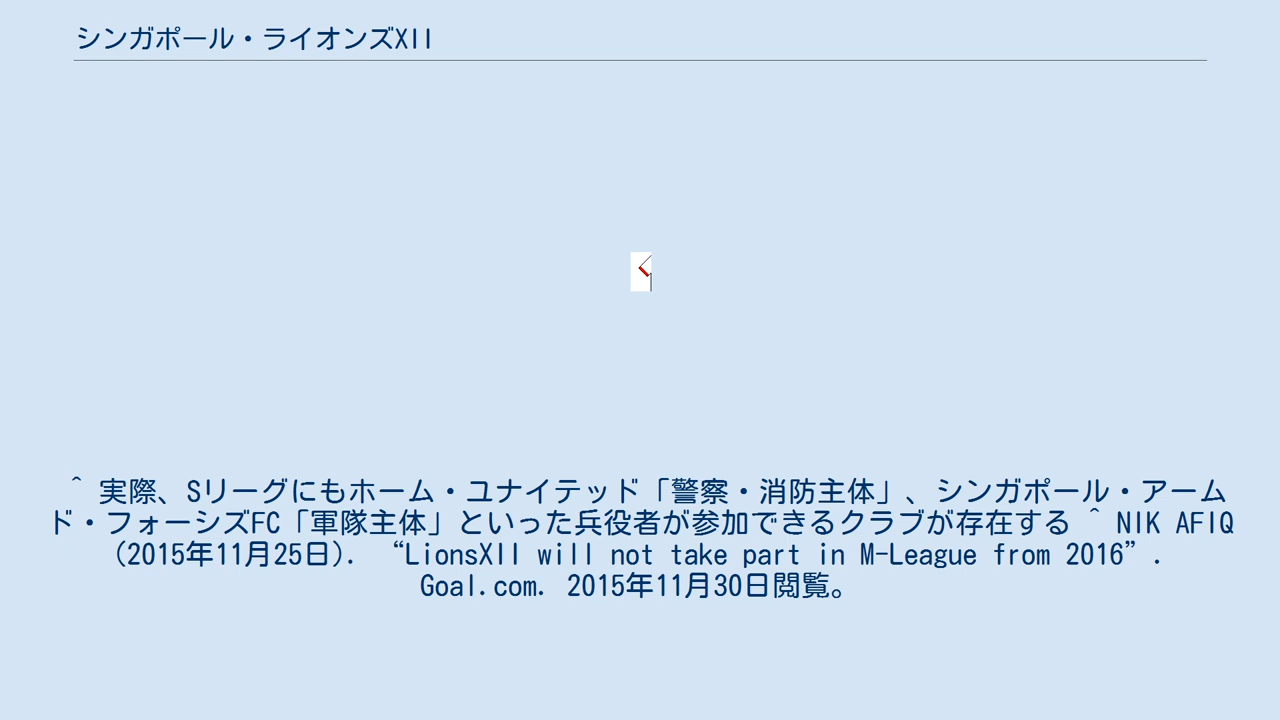 シンガポール・ライオンズXII
^ 実際、Sリーグにもホーム・ユナイテッド「警察・消防主体」、シンガポール・アーム
ド・フォーシズFC「軍隊主体」といった兵役者が参加できるクラブが存在する ^ NIK AFIQ
(2015年11月25日). “LionsXII will not take part in M-League from 2016”.
Goal.com. 2015年11月30日閲覧。